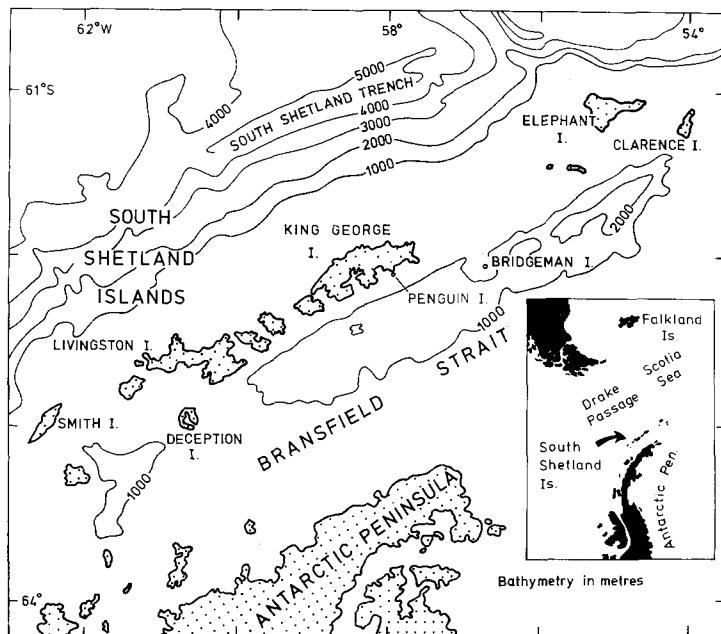 62°W
58°
54°
61°S
5000
SOUTH SHETLAND TRENCH
4000
4000
3000
2000
1000
ELEPHANT
I.
CLARENCE I.
2000
SOUTH
SHETLAND
ISLANDS
KING GEORGE
I.
BRIDGEMAN I.
PENGUIN I.
1000
LIVINGSTON I.
BRANSFIELD STRAIT
SMITH I.
DECEPTION
I.
1000
ANTARCTIC PENINSULA
64°
Falkland
Is.
Scotia
Sea
Drake
Passage
South
Shetland
Is.
Antarctic Pen.
Bathymetry in metres